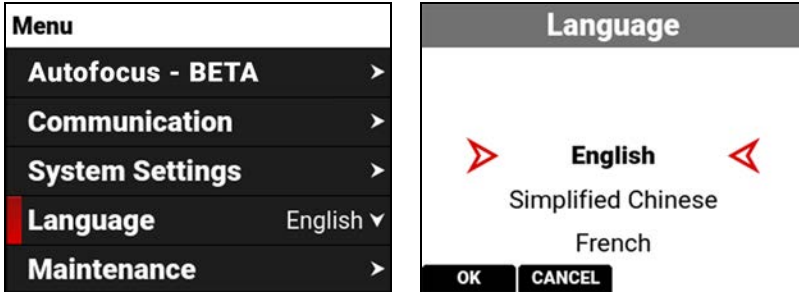 Menu
Autofocus - BETA
Communication
System Settings
Language English
Maintenance
Language
English
Simplified Chinese
French
OK CANCEL